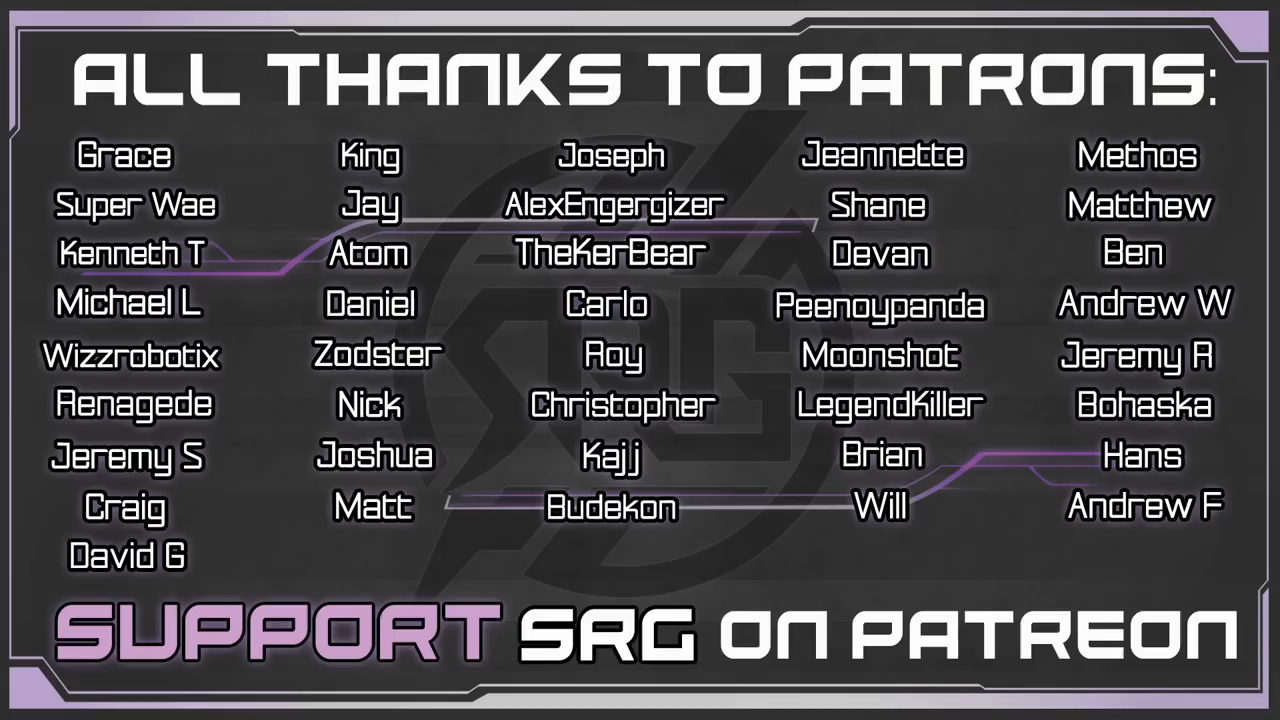 ALL THANKS TO PATRONS:
Grace King Joseph Jeannette Methos
Super Wae Jay AlexEngergizer Shane Matthew
Kenneth T Atom TheKerBear Devan Ben
Michael L Daniel Carlo Peenoypanda Andrew W
Wizzrobotix Zodster Roy Moonshot Jeremy R
Renagede Nick Christopher LegendKiller Bohaska
Jeremy S Joshua Kajj Brian Hans
Craig Matt Budekon Will Andrew F
David G
SUPPORT SRG ON PATREON